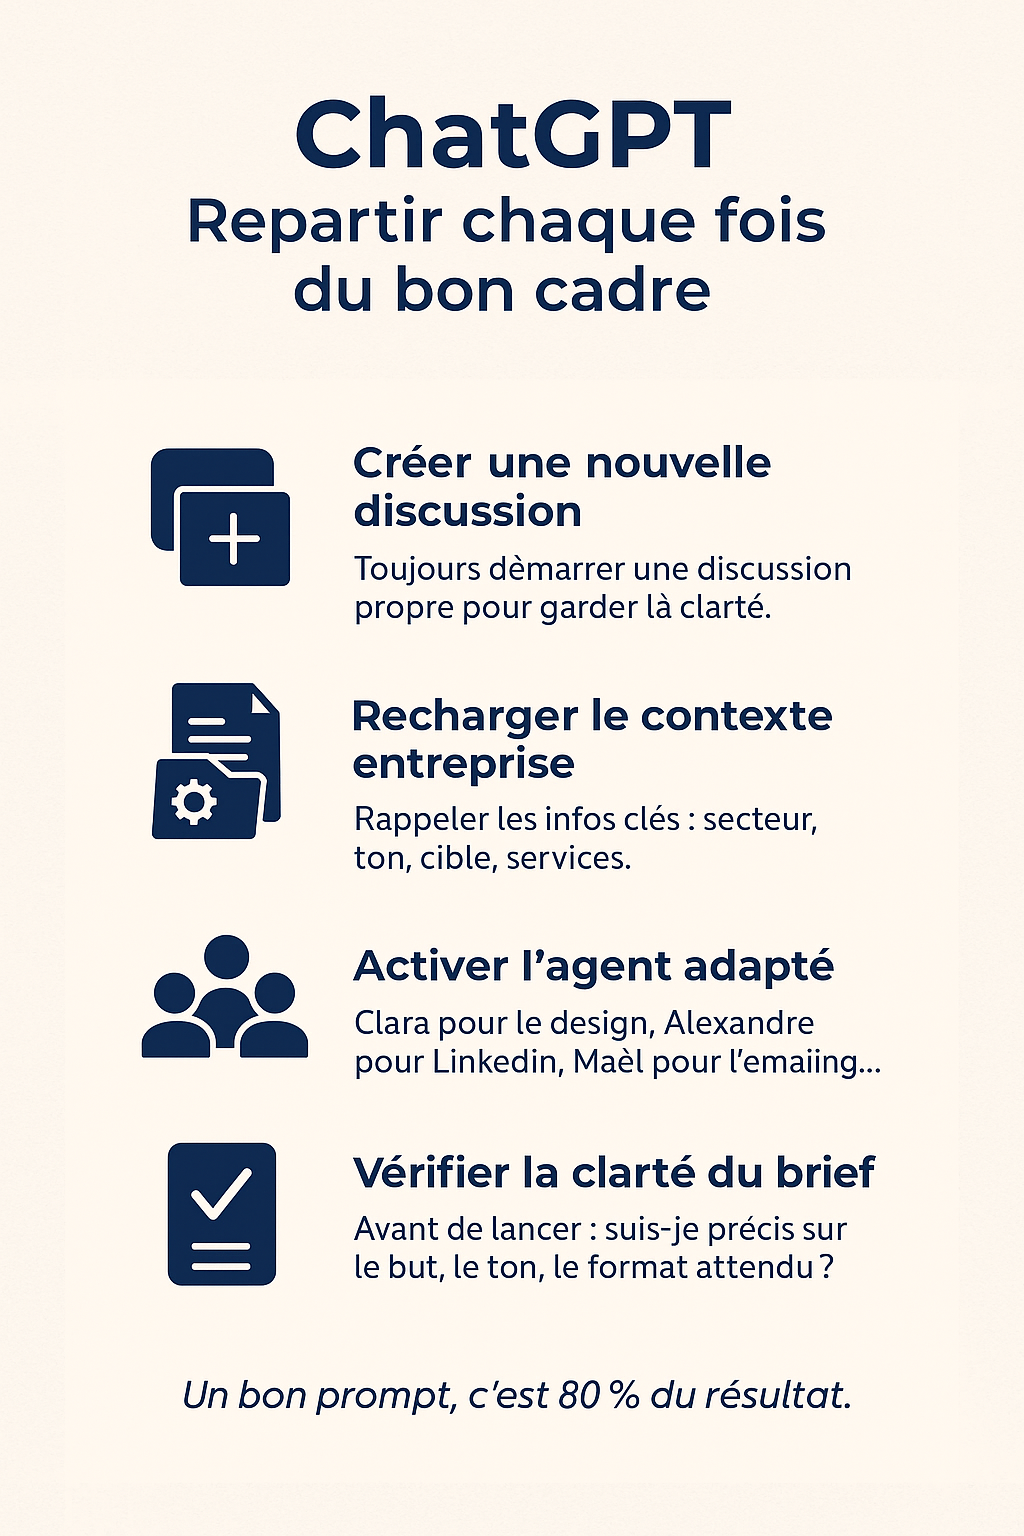 ChatGPT
Repartir chaque fois
du bon cadre
Créer une nouvelle
discussion
Toujours dèmarrer une discussion
propre pour garder là clarté.
Recharger le contexte
entreprise
Rappeler les infos clés : secteur,
ton, cible, services.
Activer l’agent adapté
Clara pour le design, Alexandre
pour Linkedin, Maèl pour l’emaiing...
Vérifier la clarté du brief
Avant de lancer : suis-je précis sur
le but, le ton, le format attendu ?
Un bon prompt, c’est 80 % du résultat.